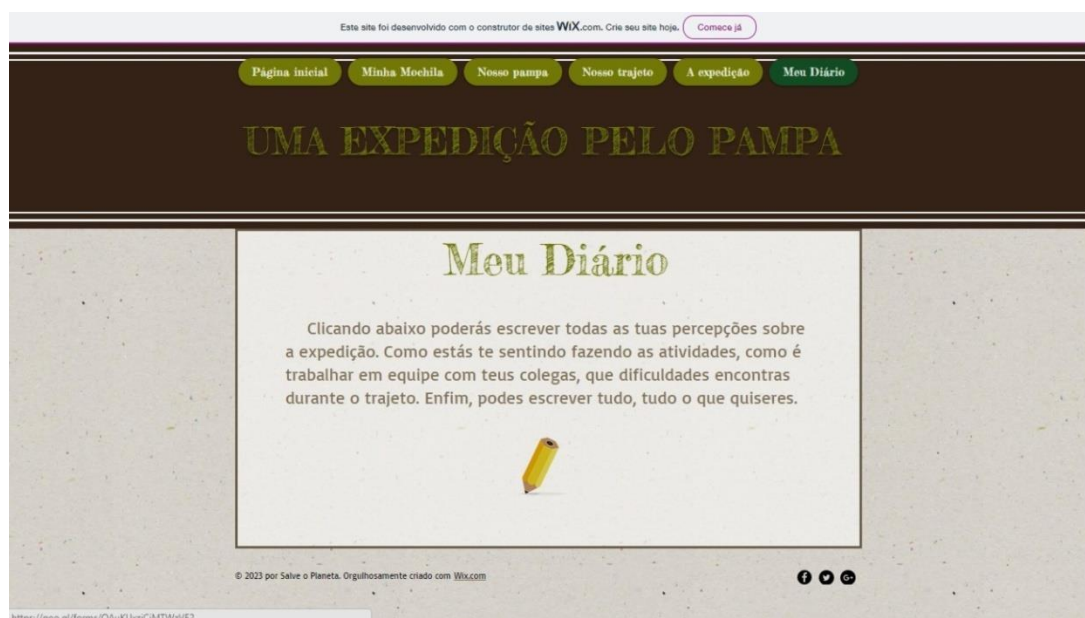 Este site foi desenvolvido com o construtor de sites WiX.com. Crie seu site hoje. Comece já
Página inicial Minha Mochila Nosso pampa Nosso trajeto A expedição Meu Diário
UMA EXPEDIÇÃO PELO PAMPA
Meu Diário
Clicando abaixo poderás escrever todas as tuas percepções sobre
a expedição. Como estás te sentindo fazendo as atividades, como é
trabalhar em equipe com teus colegas, que dificuldades encontras
durante o trajeto. Enfim, podes escrever tudo, tudo o que quiseres.
© 2023 por Salve o Planeta. Orgulhosamente criado com Wix.com